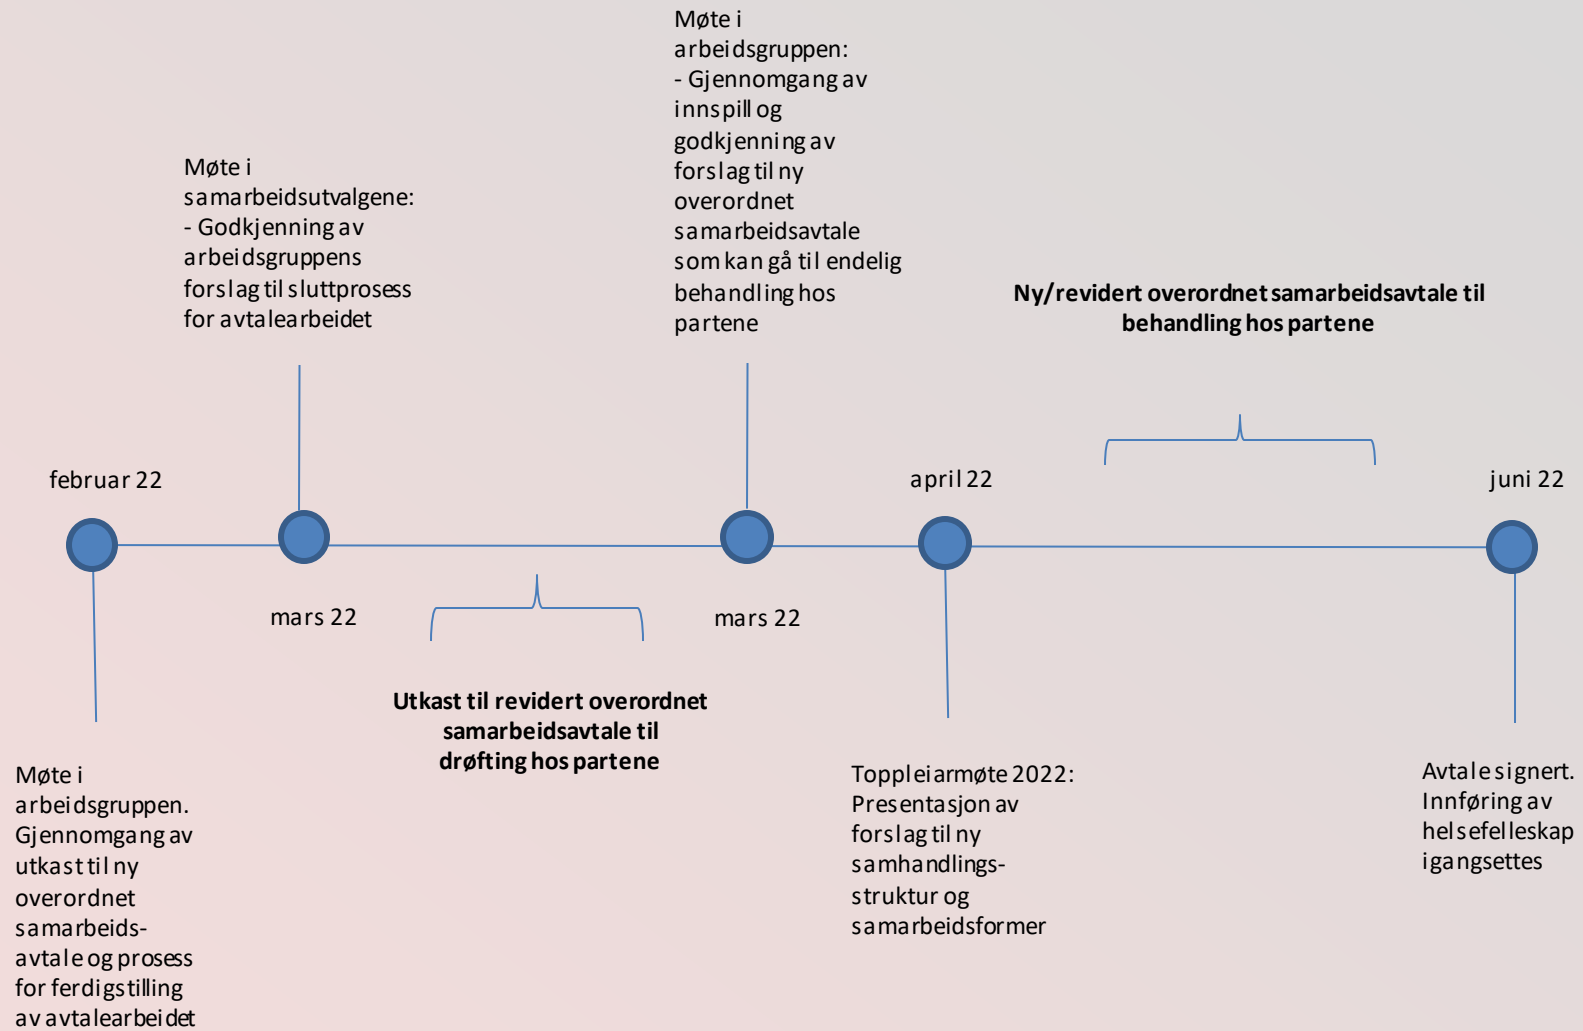 Møte i
arbeidsgruppen:
- Gjennomgang av
innspill og
godkjenning av
forslag til ny
overordnet
samarbeidsavtale
som kan gå til endelig
behandling hos
partene
Møte i
samarbeidsutvalgene:
- Godkjenning av
arbeidsgruppens
forslag til sluttprosess
for avtalearbeidet
Ny/revidert overordnet samarbeidsavtale til
behandling hos partene
februar 22
april 22
juni 22
mars 22
mars 22
Utkast til revidert overordnet
samarbeidsavtale til
drøfting hos partene
Møte i
arbeidsgruppen.
Gjennomgang av
utkast til ny
overordnet
samarbeids-
avtale og prosess
for ferdigstilling
av avtalearbeidet
Toppleiarmøte 2022:
Presentasjon av
forslag til ny
samhandlings-
struktur og
samarbeidsformer
Avtale signert.
Innføring av
helsefelleskap
igangsettes